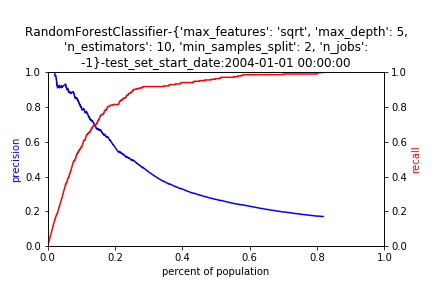 RandomForestClassifier-{'max_features': 'sqrt', 'max_depth': 5,
'n_estimators': 10, 'min_samples_split': 2, 'n_jobs':
-1}-test_set_start_date:2004-01-01 00:00:00
1.0
0.8
0.6
0.4
0.2
0.0
precision
1.0
0.8
0.6
0.4
0.2
0.0
recall
0.0 0.2 0.4 0.6 0.8 1.0
percent of population